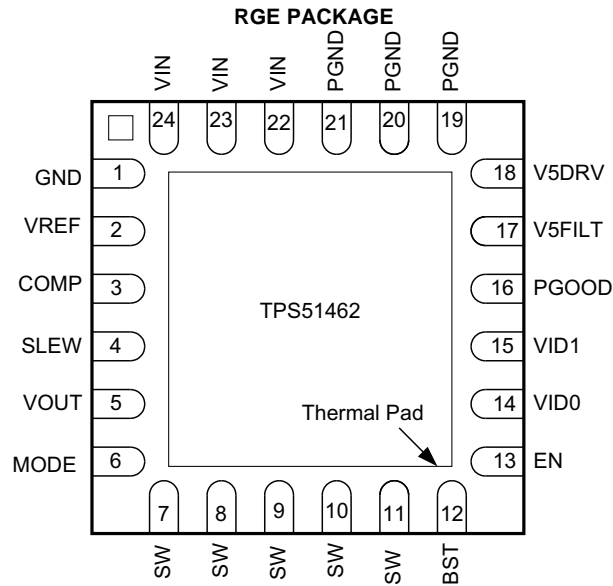 RGE PACKAGE
VIN VIN VIN PGND PGND PGND
24 23 22 21 20 19
GND 1 18 V5DRV
VREF 2 17 V5FILT
COMP 3 16 PGOOD
TPS51462
SLEW 4 15 VID1
VOUT 5 14 VID0
Thermal Pad
MODE 6 13 EN
7 8 9 10 11 12
SW SW SW SW SW BST